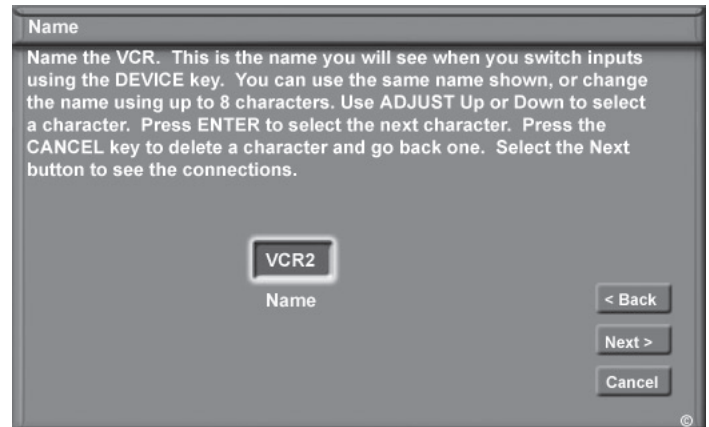 Name
Name the VCR. This is the name you will see when you switch inputs
using the DEVICE key. You can use the same name shown, or change
the name using up to 8 characters. Use ADJUST Up or Down to select
a character. Press ENTER to select the next character. Press the
CANCEL key to delete a character and go back one. Select the Next
button to see the connections.
VCR2
Name
< Back
Next >
Cancel
©